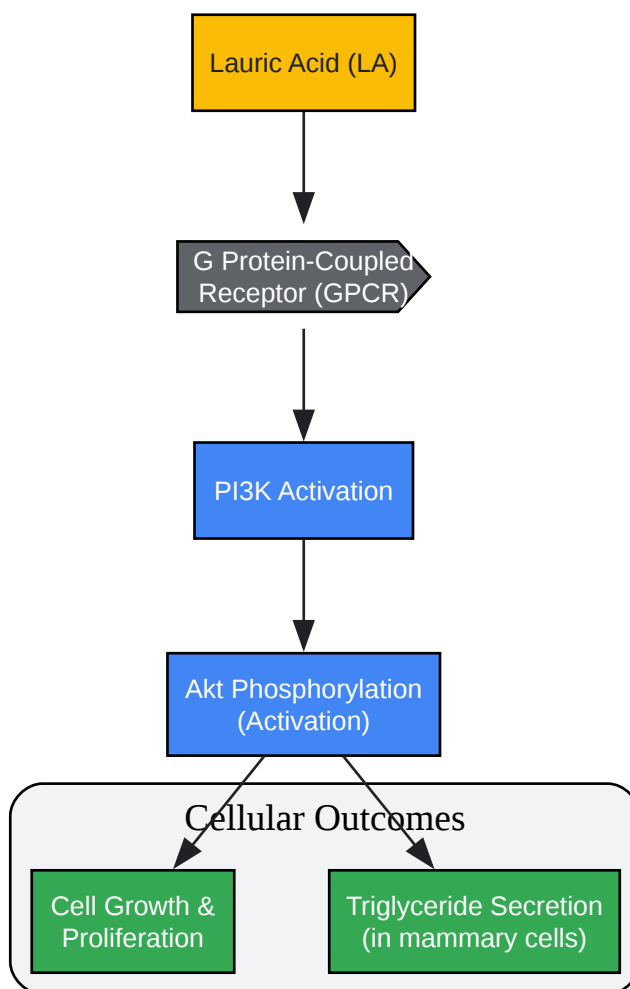 Lauric Acid (LA)
G Protein-Coupled
Receptor (GPCR)
PI3K Activation
Akt Phosphorylation
(Activation)
Cellular Outcomes
Cell Growth &
Proliferation
Triglyceride Secretion
(in mammary cells)